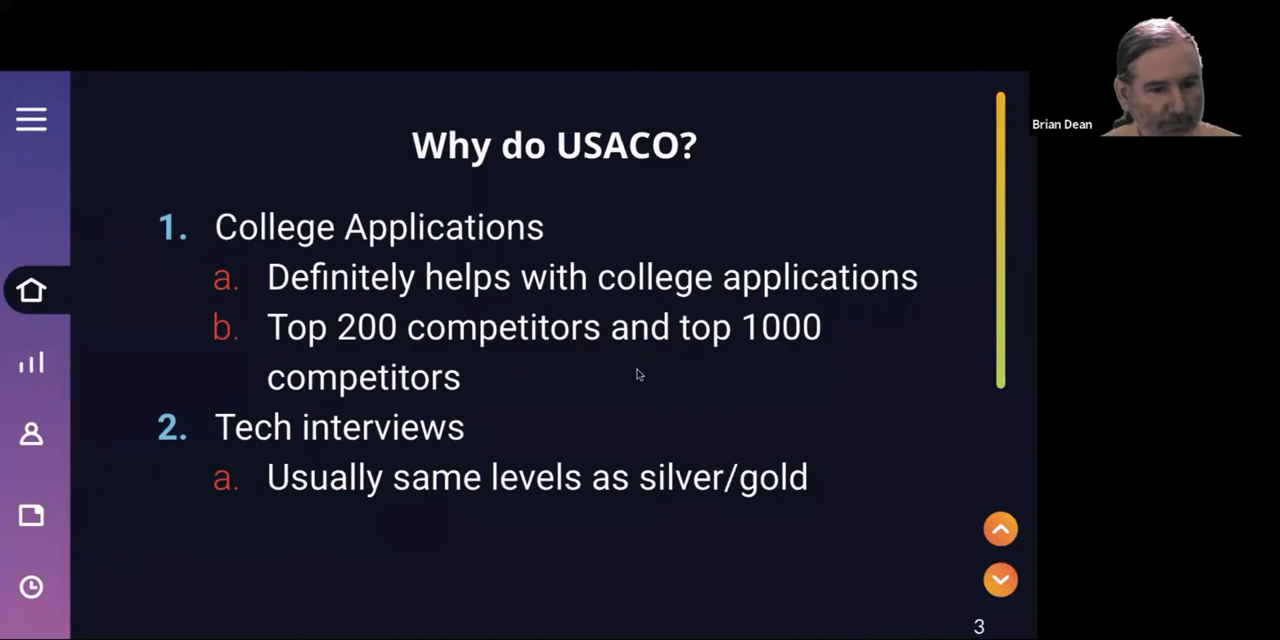 Why do USACO?
Brian Dean
1. College Applications
a. Definitely helps with college applications
b. Top 200 competitors and top 1000
competitors
2. Tech interviews
a. Usually same levels as silver/gold
3